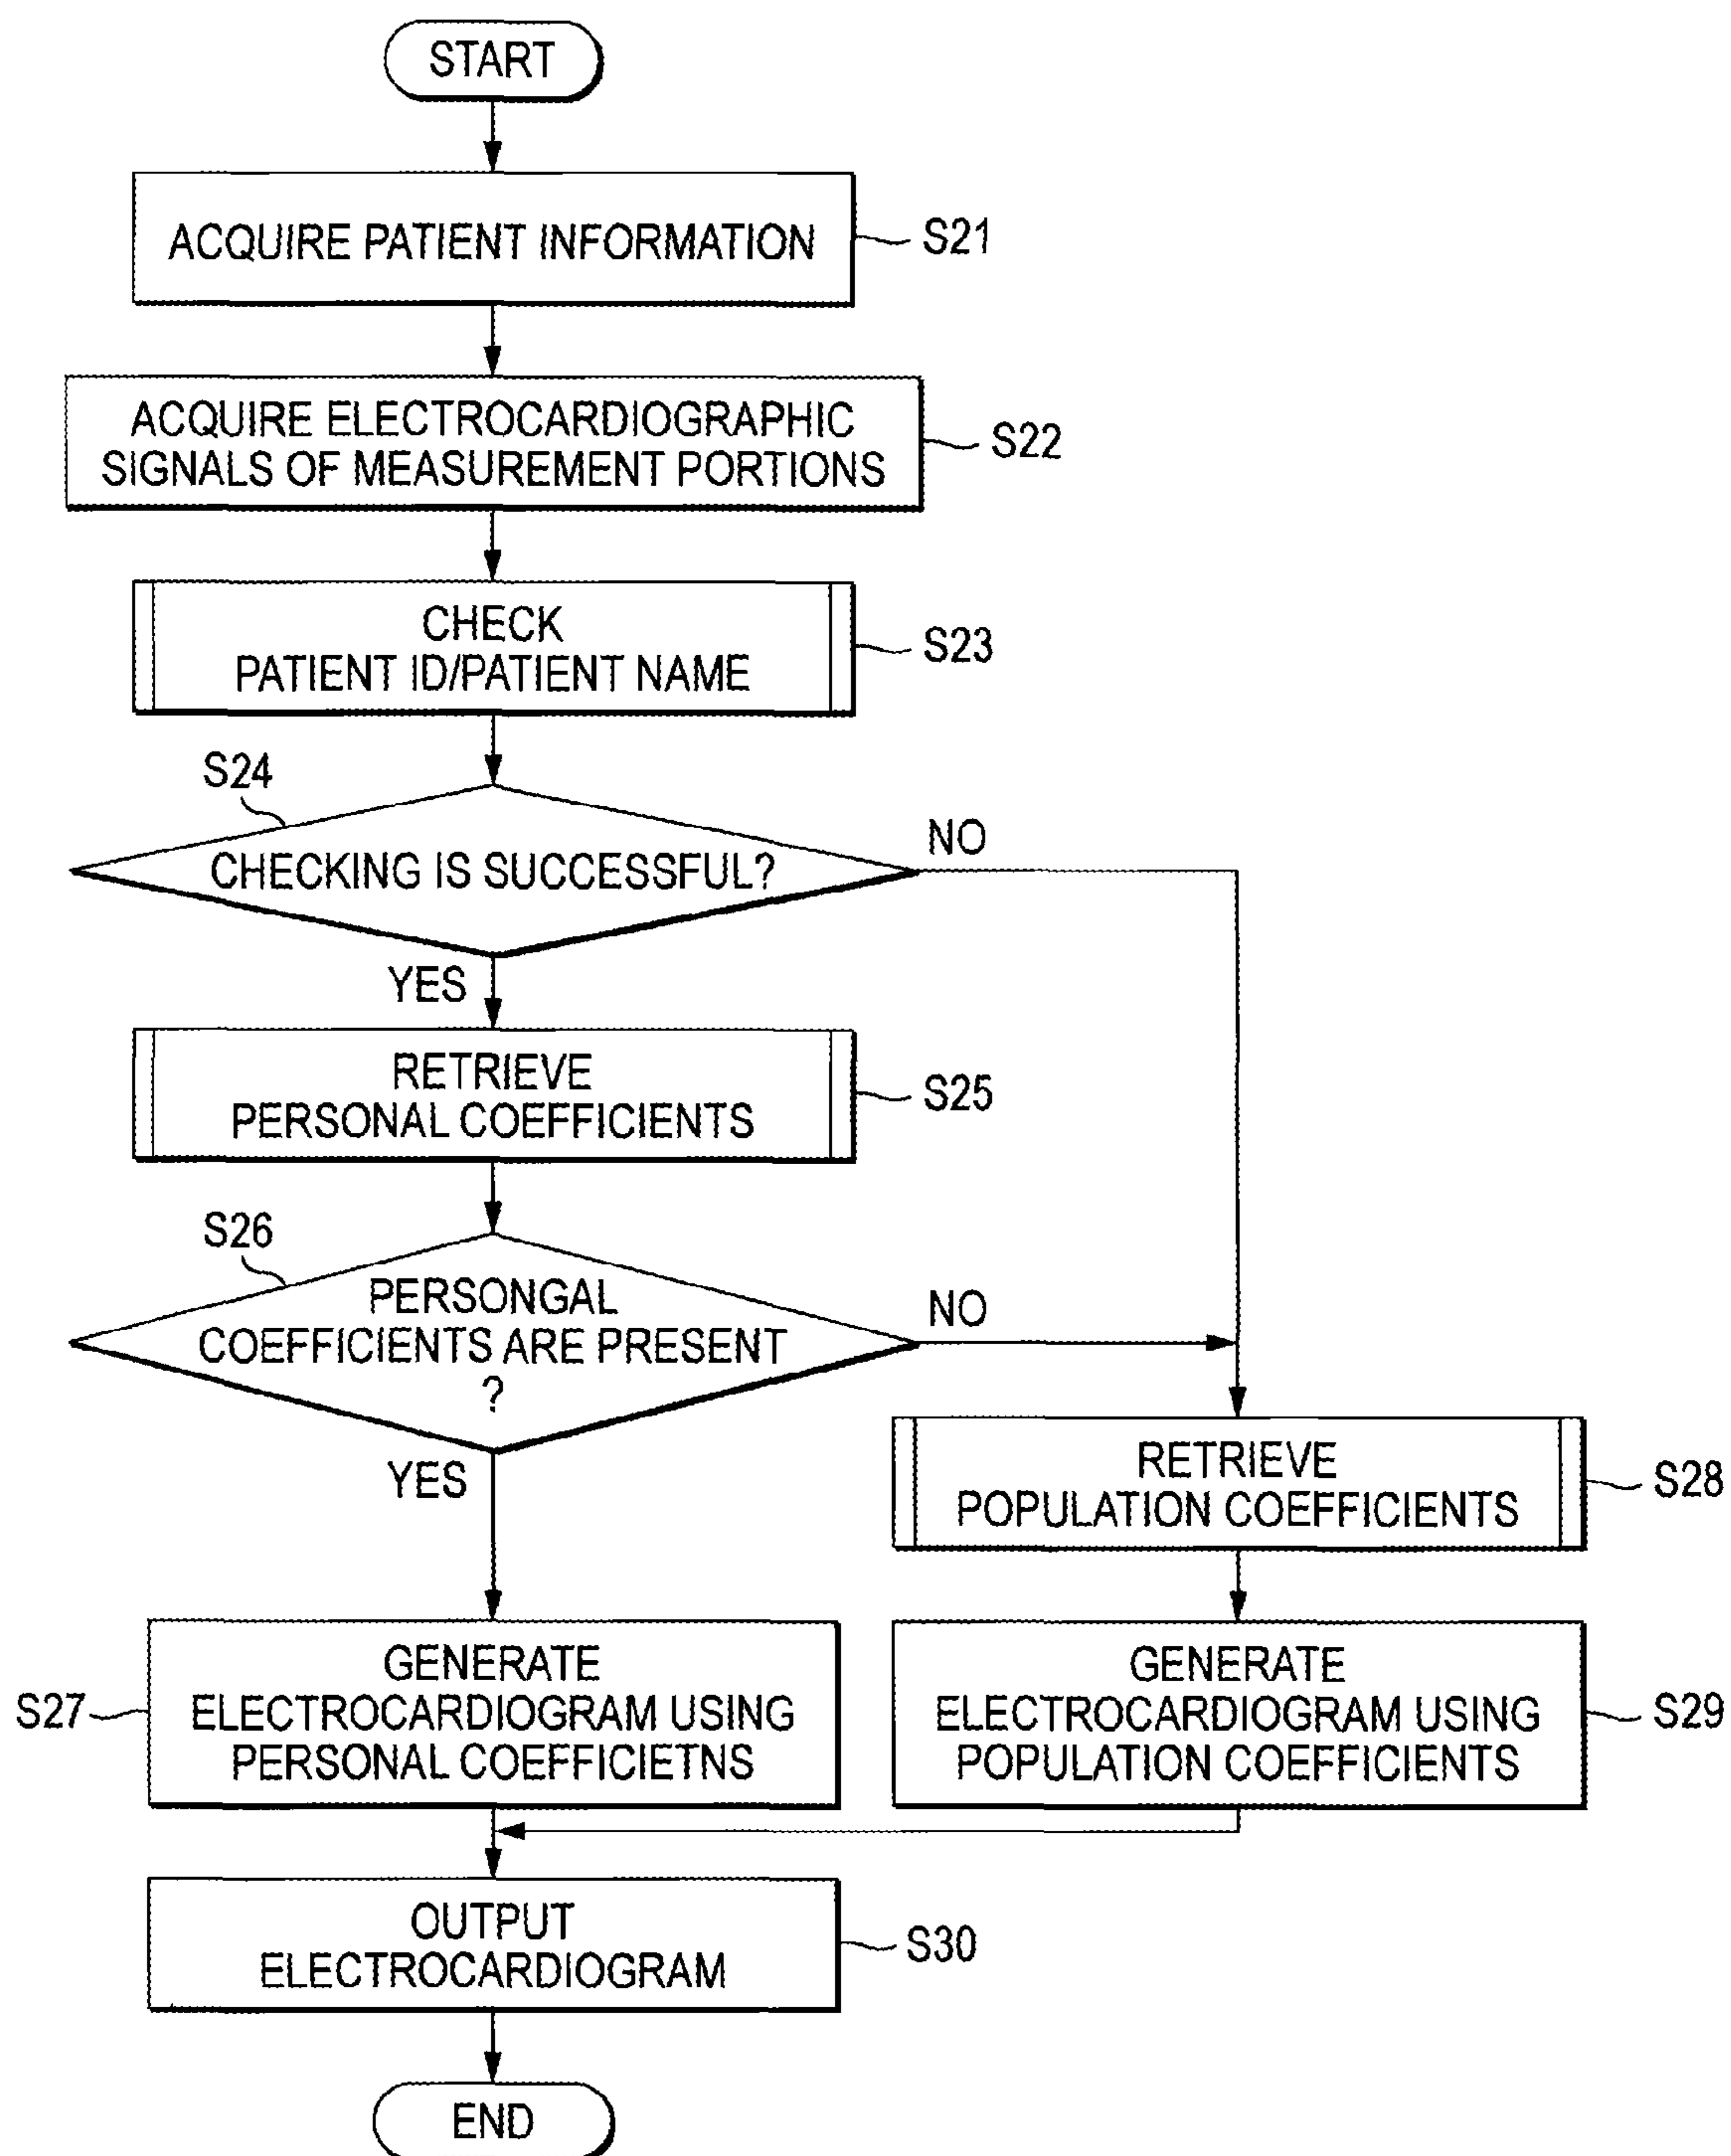 START
ACQUIRE PATIENT INFORMATION
S21
ACQUIRE ELECTROCARDIOGRAPHIC
SIGNALS OF MEASUREMENT PORTIONS
S22
CHECK
PATIENT ID/PATIENT NAME
S23
S24
CHECKING IS SUCCESSFUL?
NO
YES
RETRIEVE
PERSONAL COEFFICIENTS
S25
S26
PERSONGAL
COEFFICIENTS ARE PRESENT
?
NO
YES
RETRIEVE
POPULATION COEFFICIENTS
S28
S27
GENERATE
ELECTROCARDIOGRAM USING
PERSONAL COEFFICIETNS
GENERATE
ELECTROCARDIOGRAM USING
POPULATION COEFFICIENTS
S29
OUTPUT
ELECTROCARDIOGRAM
S30
END